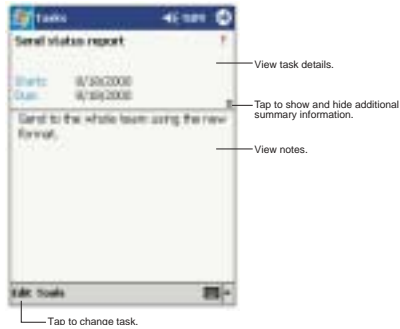 Tasks
Send status report
View task details.
Starts: 8/18/2000
Due: 8/18/2000
Tap to show and hide additional
summary information.
Send to the whole team using the new
format.
View notes.
Edit Tools
Tap to change task.